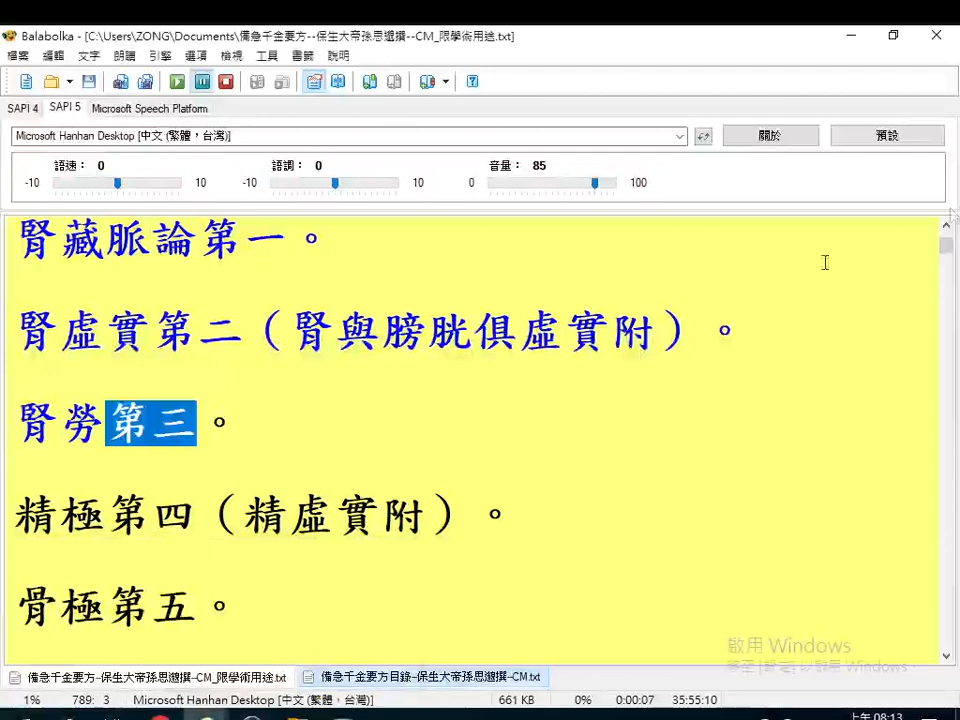 Balabolka - [C:\Users\ZONG\Documents\備急千金要方--保生大帝孫思邈撰--CM_限學術用途.txt]
檔案 編輯 文字 朗讀 引擎 選項 檢視 工具 書籤 說明
SAPI 4 SAPI 5 Microsoft Speech Platform
Microsoft Hanhan Desktop [中文 (繁體，台灣)] 關於 預設
語速： 0 語調： 0 音量： 85
-10 10 -10 10 0 100
腎藏脈論第一。
腎虛實第二（腎與膀胱俱虛實附）。
腎勞第三。
精極第四（精虛實附）。
骨極第五。
啟用 Windows
備急千金要方--保生大帝孫思邈撰--CM_限學術用途.txt 備急千金要方目錄--保生大帝孫思邈撰--CM.txt
1% 789: 3 Microsoft Hanhan Desktop [中文 (繁體，台灣)] 661 KB 0% 0:00:07 35:55:10
上午 08:13